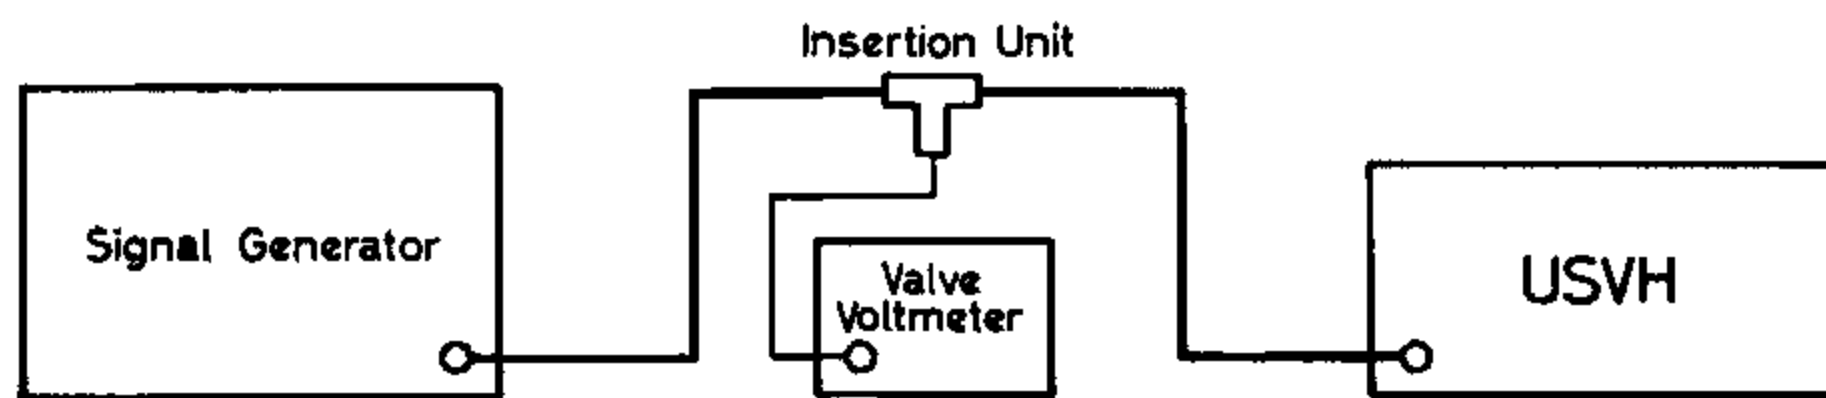 Insertion Unit
Signal Generator
Valve
Voltmeter
USVH